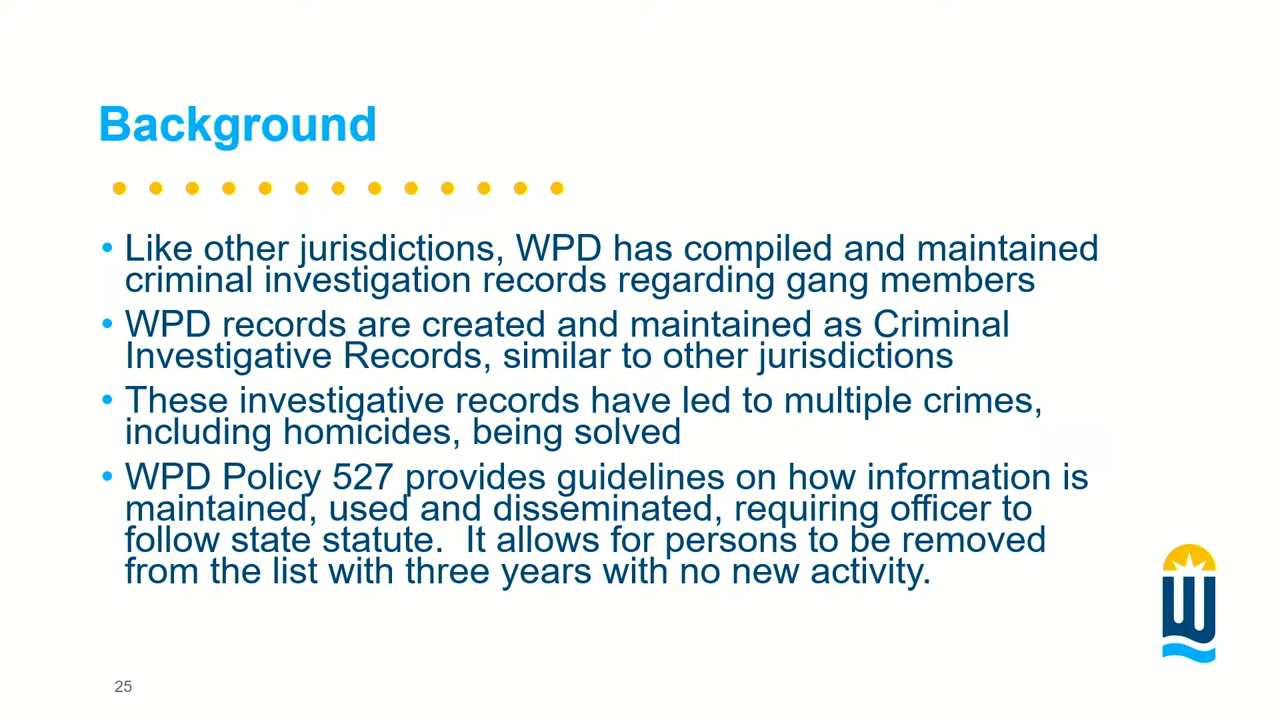 Background
• Like other jurisdictions, WPD has compiled and maintained
criminal investigation records regarding gang members
• WPD records are created and maintained as Criminal
Investigative Records, similar to other jurisdictions
• These investigative records have led to multiple crimes,
including homicides, being solved
• WPD Policy 527 provides guidelines on how information is
maintained, used and disseminated, requiring officer to
follow state statute.  It allows for persons to be removed
from the list with three years with no new activity.
W
25